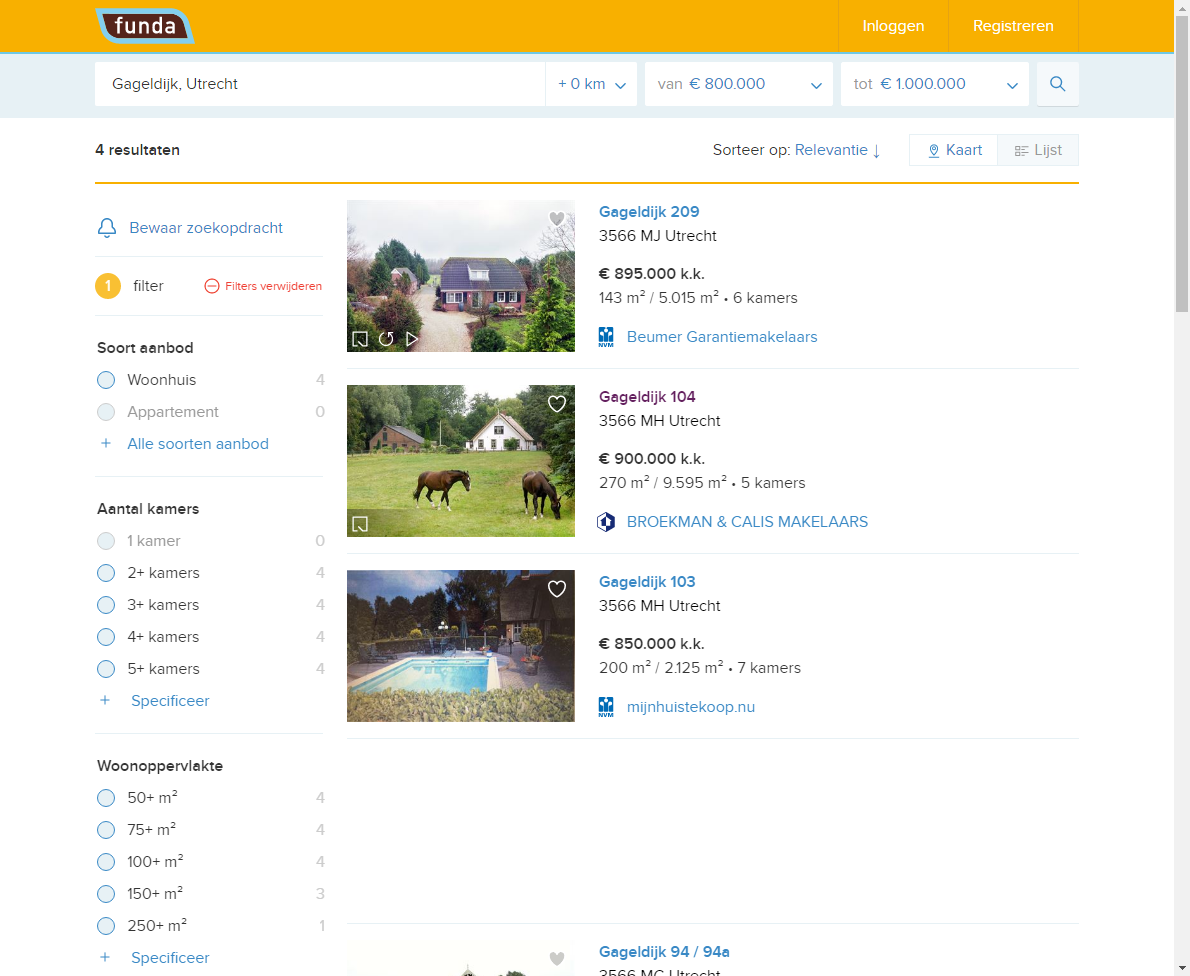 funda
Inloggen
Registreren
Gageldijk, Utrecht
+ 0 km
van € 800.000
tot € 1.000.000
4 resultaten
Sorteer op: Relevantie ↓
Kaart
Lijst
Bewaar zoekopdracht
1 filter
Filters verwijderen
Soort aanbod
Woonhuis 4
Appartement 0
+ Alle soorten aanbod
Aantal kamers
1 kamer 0
2+ kamers 4
3+ kamers 4
4+ kamers 4
5+ kamers 4
+ Specificeer
Woonoppervlakte
50+ m² 4
75+ m² 4
100+ m² 4
150+ m² 3
250+ m² 1
+ Specificeer
Gageldijk 209
3566 MJ Utrecht
€ 895.000 k.k.
143 m² / 5.015 m² • 6 kamers
NVM
Beumer Garantiemakelaars
Gageldijk 104
3566 MH Utrecht
€ 900.000 k.k.
270 m² / 9.595 m² • 5 kamers
BROEKMAN & CALIS MAKELAARS
Gageldijk 103
3566 MH Utrecht
€ 850.000 k.k.
200 m² / 2.125 m² • 7 kamers
NVM
mijnhuistekoop.nu
Gageldijk 94 / 94a
3566 MG Utrecht